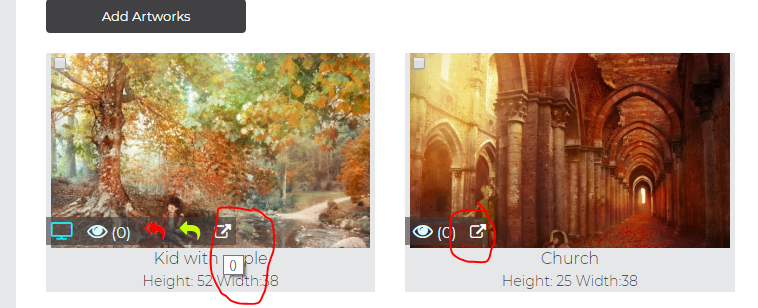 Add Artworks
(0)
(0)
Kid with ple
()
Church
Height: 52 Width:38
Height: 25 Width:38